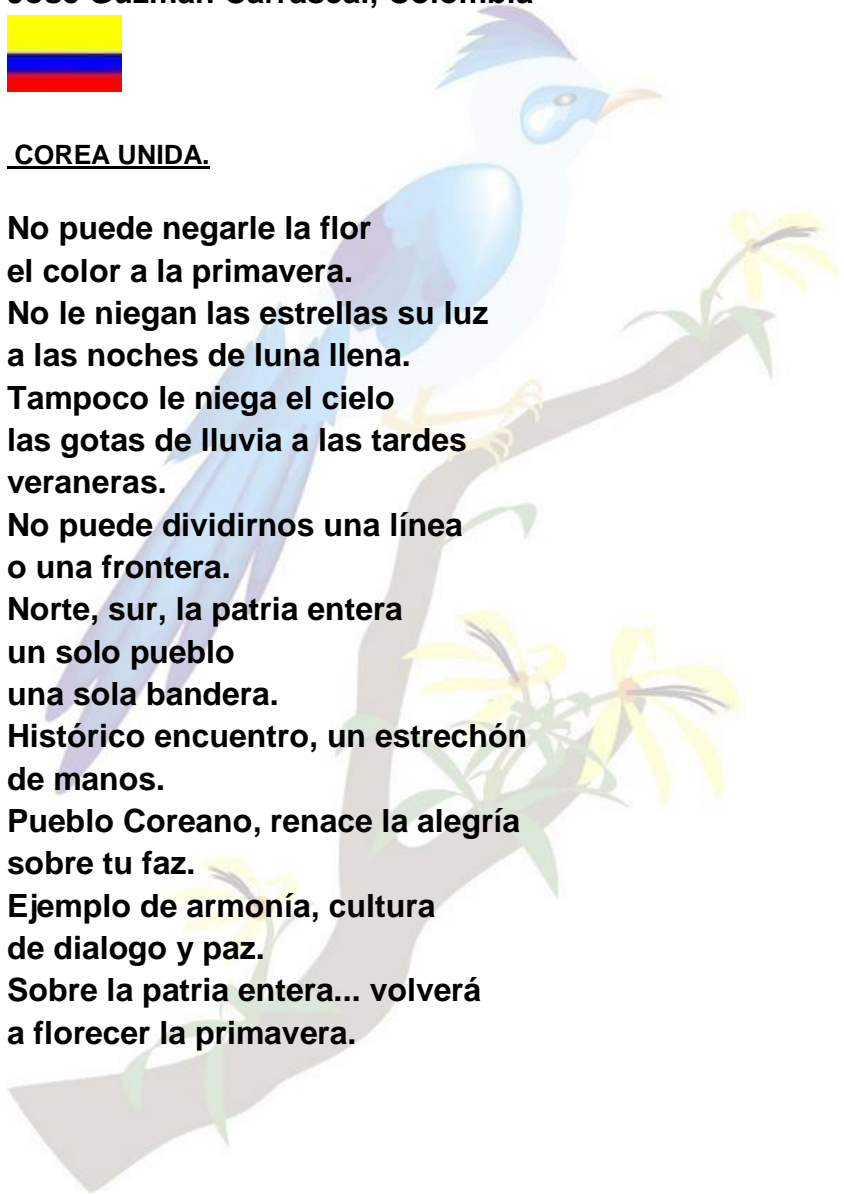 José Guzmán Carrascal, Colombia
COREA UNIDA.
No puede negarle la flor
el color a la primavera.
No le niegan las estrellas su luz
a las noches de luna llena.
Tampoco le niega el cielo
las gotas de lluvia a las tardes
veraneras.
No puede dividirnos una línea
o una frontera.
Norte, sur, la patria entera
un solo pueblo
una sola bandera.
Histórico encuentro, un estrechón
de manos.
Pueblo Coreano, renace la alegría
sobre tu faz.
Ejemplo de armonía, cultura
de dialogo y paz.
Sobre la patria entera... volverá
a florecer la primavera.